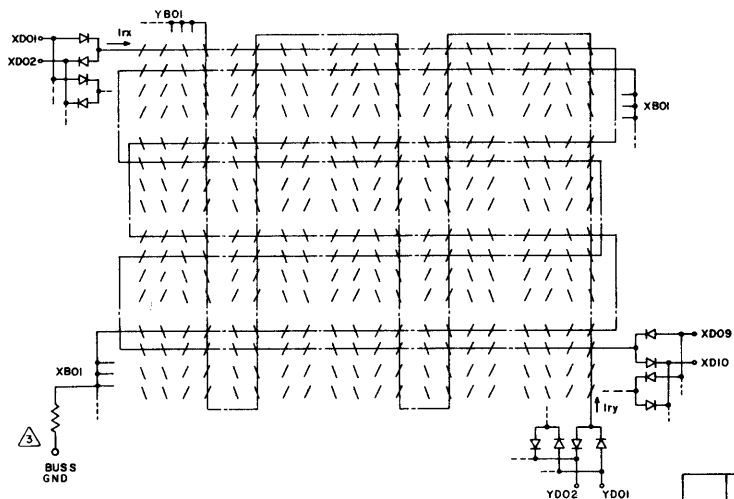 YB01
XD01
Irx
XD02
XB01
XD09
XD10
XB01
Iry
3
BUSS
GND
YD02
YD01